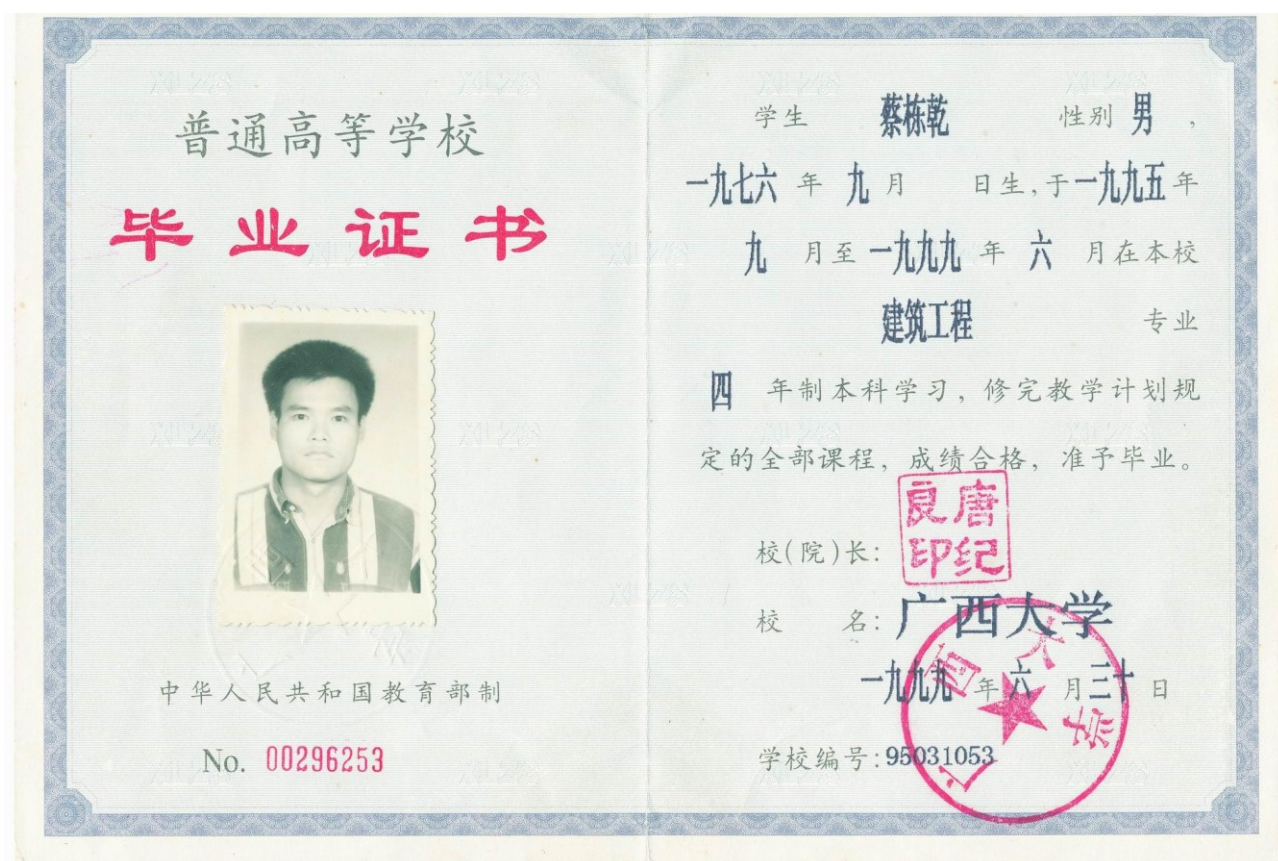 普通高等学校
毕业证书
中华人民共和国教育部制
No. 00296253
学生 蔡栋乾 性别 男，
一九七六 年 九 月 日生，于一九九五年
九 月至 一九九九 年 六 月在本校
建筑工程 专业
四 年制本科学习，修完教学计划规
定的全部课程，成绩合格，准予毕业。
校(院)长：
唐纪
良印
校 名：广西大学
广西大学
一九九九 年 六 月 三十 日
学校编号：95031053